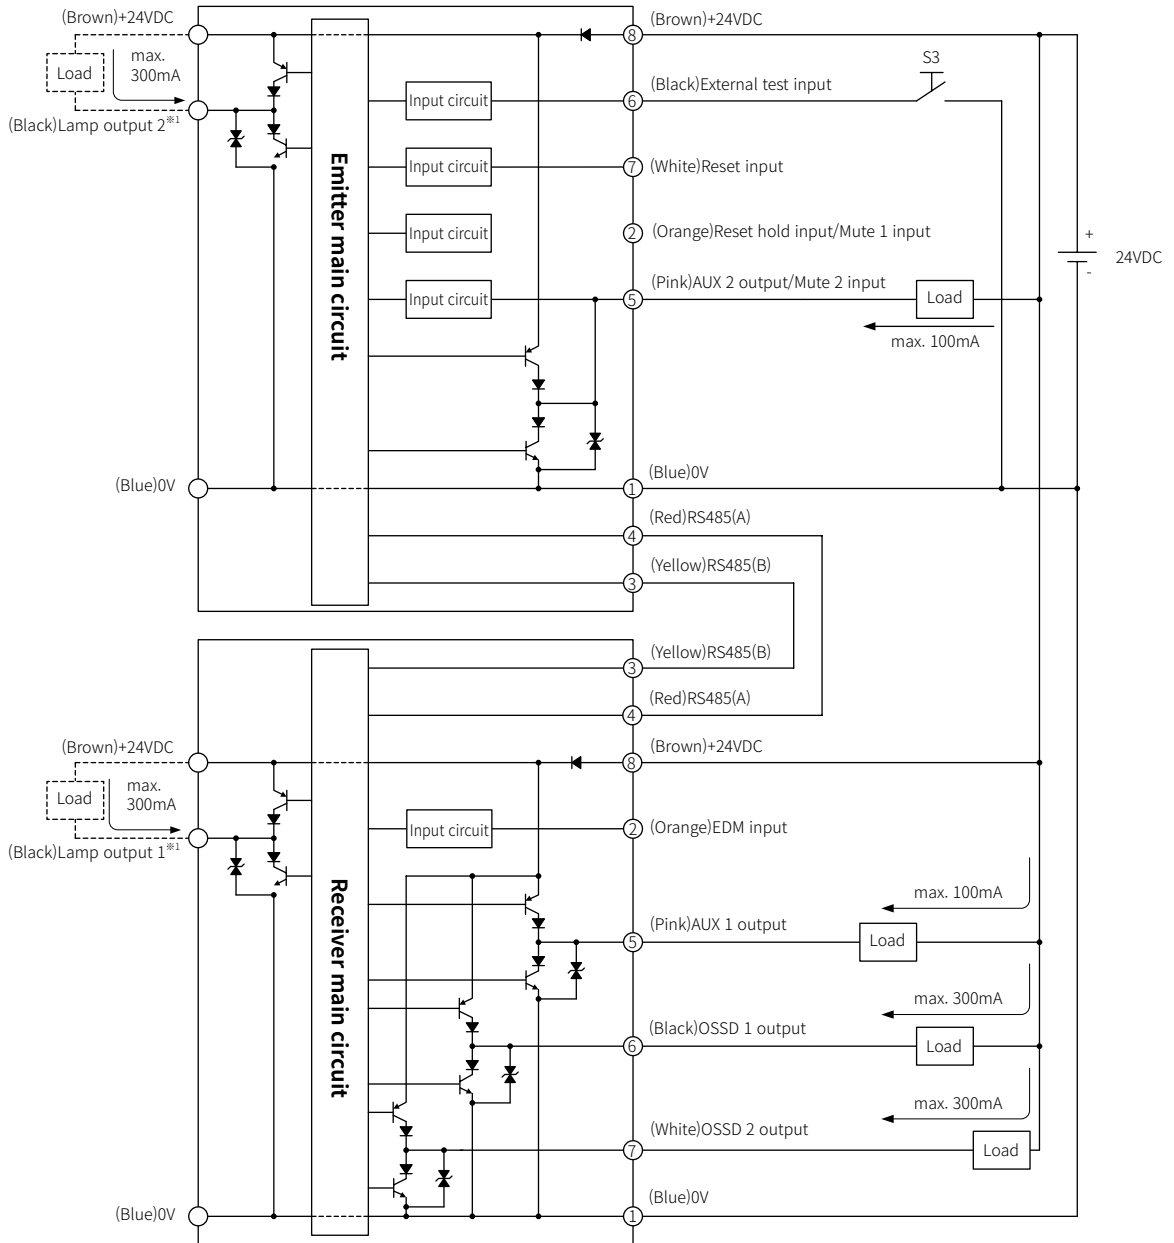 (Brown)+24VDC
(Brown)+24VDC
8
Load
max.
300mA
S3
(Black)External test input
Input circuit
6
(Black)Lamp output 2※1
Emitter main circuit
Input circuit
7
(White)Reset input
Input circuit
2
(Orange)Reset hold input/Mute 1 input
+
24VDC
-
(Pink)AUX 2 output/Mute 2 input
Input circuit
5
Load
max. 100mA
(Blue)0V
(Blue)0V
1
(Red)RS485(A)
4
(Yellow)RS485(B)
3
(Yellow)RS485(B)
3
(Red)RS485(A)
4
(Brown)+24VDC
(Brown)+24VDC
8
Load
max.
300mA
Input circuit
2
(Orange)EDM input
(Black)Lamp output 1※1
Receiver main circuit
max. 100mA
(Pink)AUX 1 output
5
Load
max. 300mA
(Black)OSSD 1 output
6
Load
max. 300mA
(White)OSSD 2 output
7
Load
(Blue)0V
(Blue)0V
1